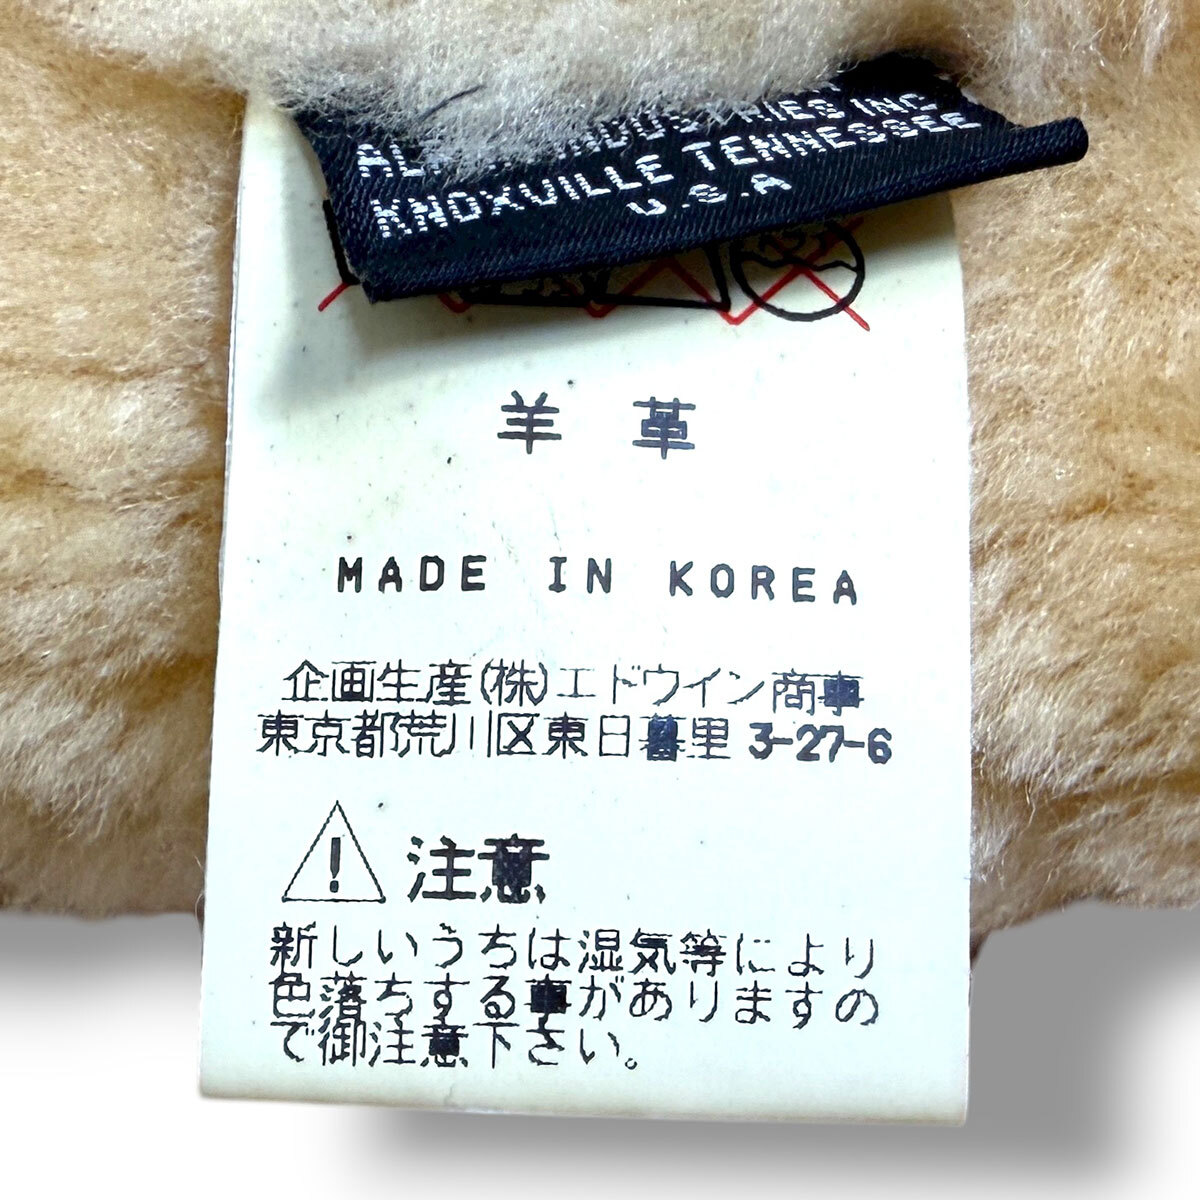 INDUSTRIES INC
KNOXVILLE TENNESSEE
U.S.A
羊 革
MADE IN KOREA
企画生産(株)エドウイン商事
東京都荒川区東日暮里 3-27-6
注意
新しいうちは湿気等により
色落ちする事がありますの
で御注意下さい。